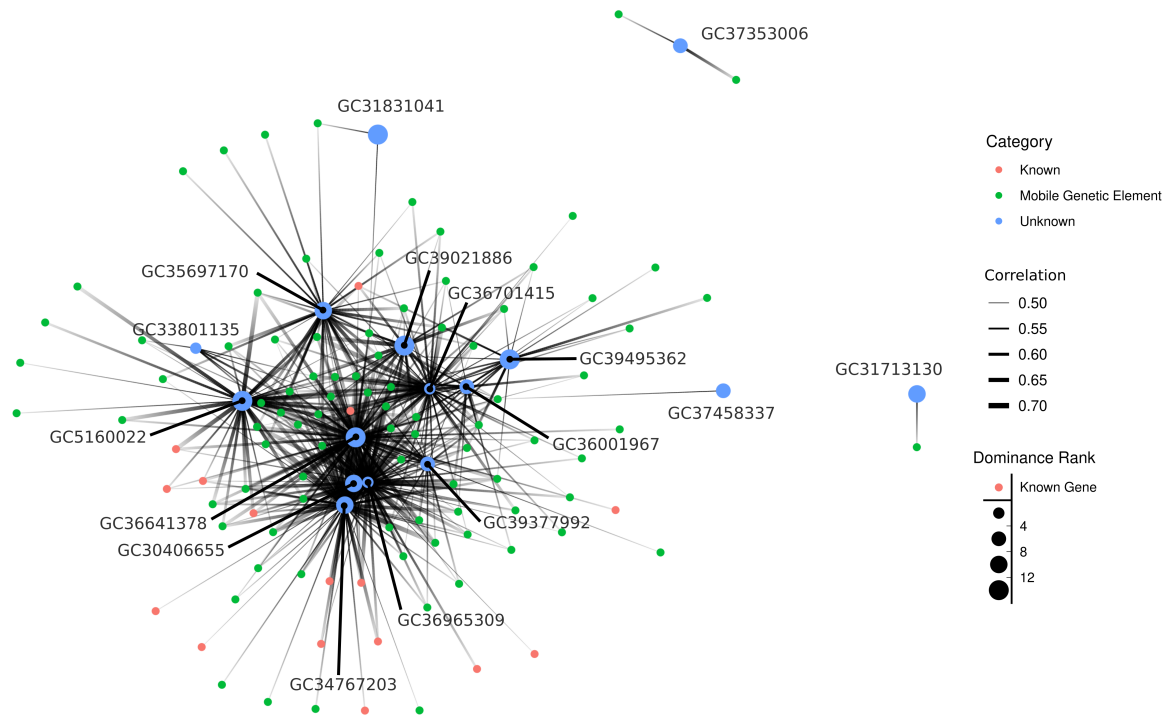 GC37353006
GC31831041
GC39021886
GC35697170
GC36701415
GC33801135
GC39495362
GC31713130
GC37458337
GC5160022
GC36001967
GC36641378
GC39377992
GC30406655
GC36965309
GC34767203
Category
Known
Mobile Genetic Element
Unknown
Correlation
0.50
0.55
0.60
0.65
0.70
Dominance Rank
Known Gene
4
8
12